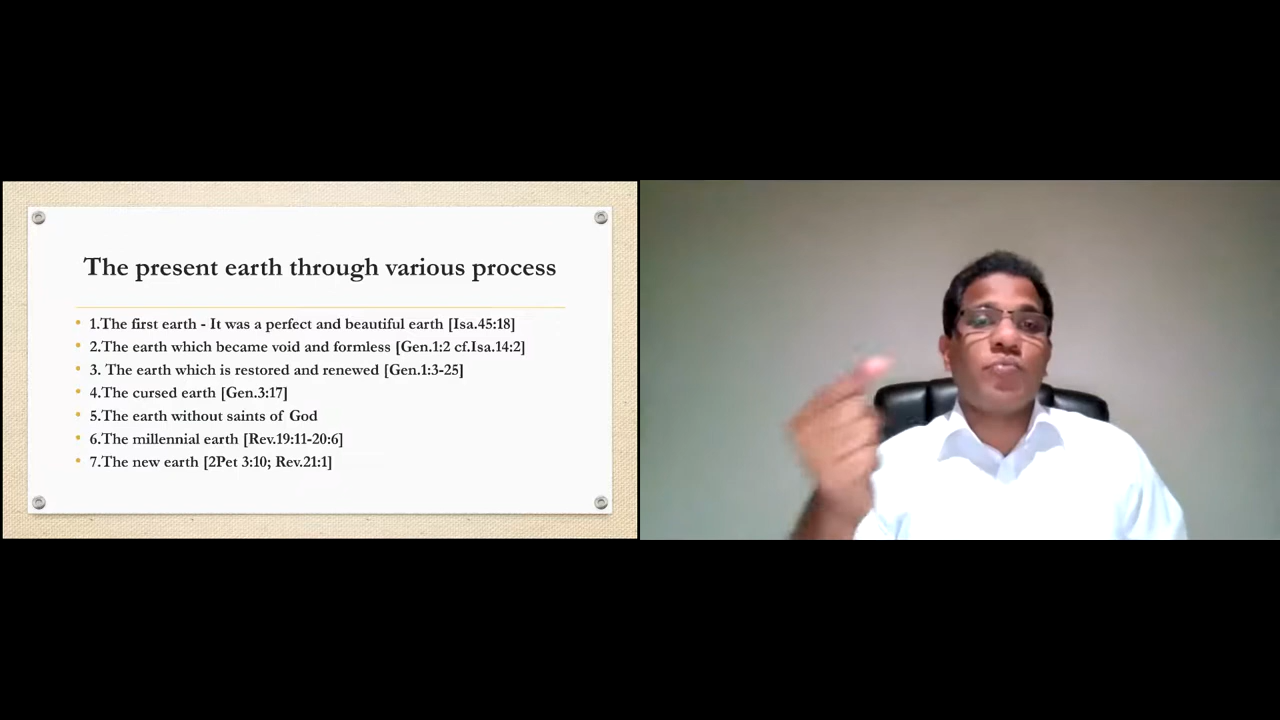 The present earth through various process
1.The first earth - It was a perfect and beautiful earth [Isa.45:18]
2.The earth which became void and formless [Gen.1:2 cf.Isa.14:2]
3. The earth which is restored and renewed [Gen.1:3-25]
4.The cursed earth [Gen.3:17]
5.The earth without saints of God
6.The millennial earth [Rev.19:11-20:6]
7.The new earth [2Pet 3:10; Rev.21:1]